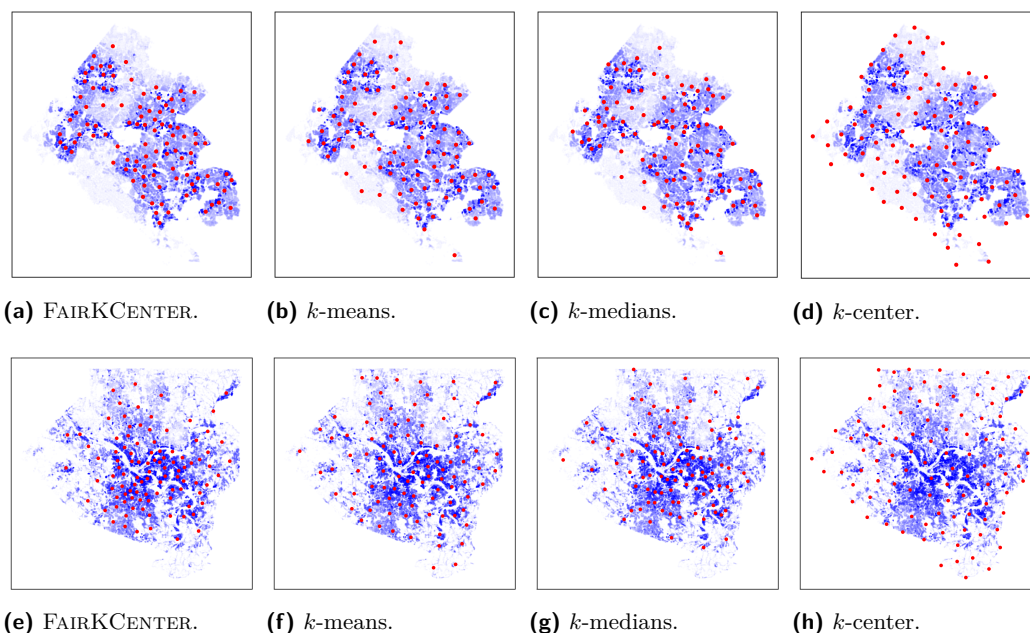 (a) FAIRKCENTER. (b) k-means. (c) k-medians. (d) k-center.
(e) FAIRKCENTER. (f) k-means. (g) k-medians. (h) k-center.